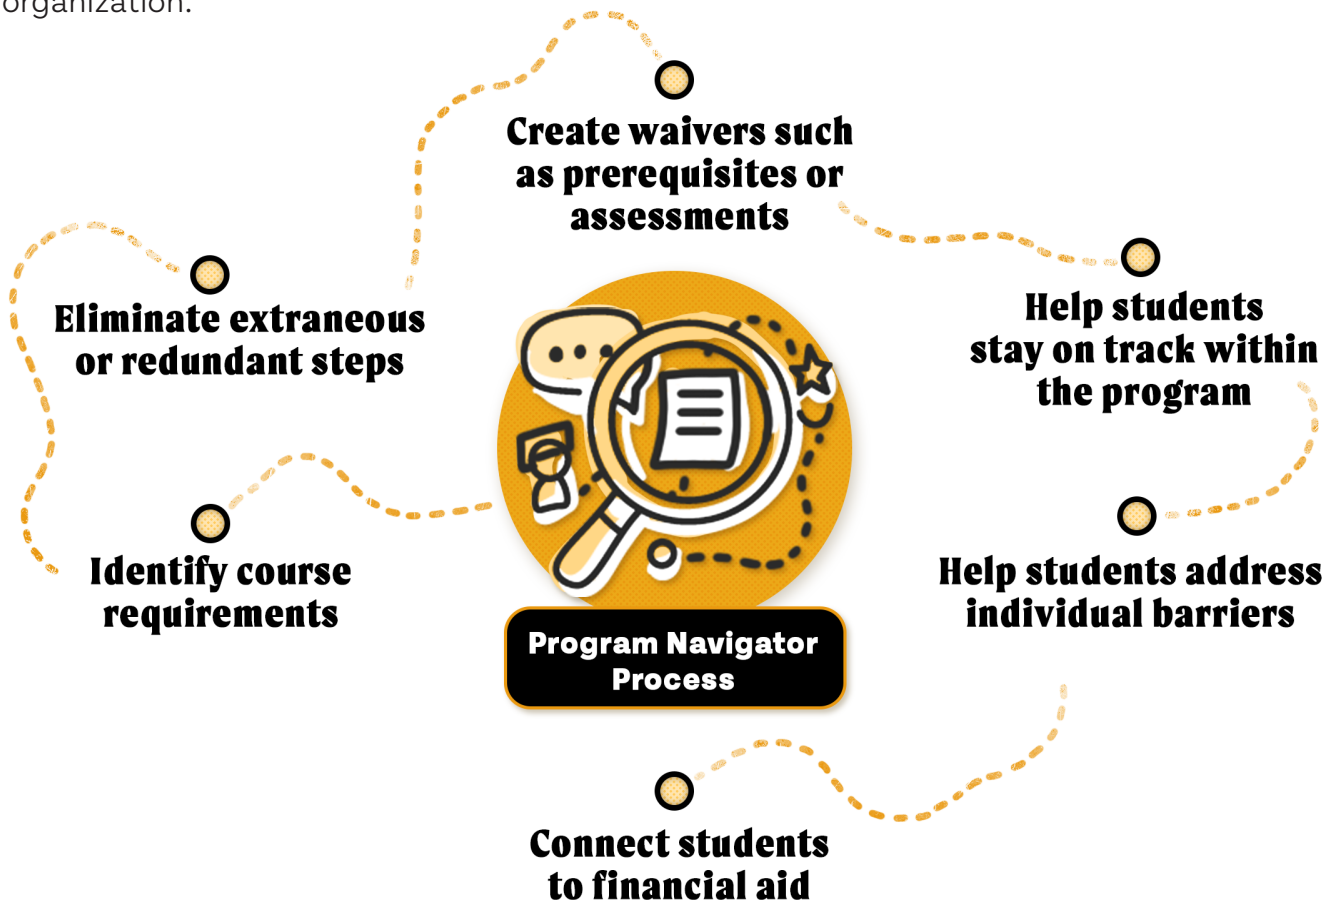 organization.
Create waivers such
as prerequisites or
assessments
Eliminate extraneous
or redundant steps
Help students
stay on track within
the program
Identify course
requirements
Help students address
individual barriers
Program Navigator
Process
Connect students
to financial aid